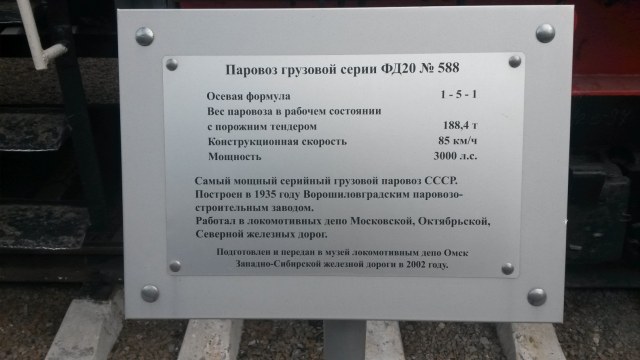 Паровоз грузовой серии ФД20 № 588
Осевая формула 1 - 5 - 1
Вес паровоза в рабочем состоянии
с порожним тендером 188,4 т
Конструкционная скорость 85 км/ч
Мощность 3000 л.с.
Самый мощный серийный грузовой паровоз СССР.
Построен в 1935 году Ворошиловградским паровозо-
строительным заводом.
Работал в локомотивных депо Московской, Октябрьской,
Северной железных дорог.
Подготовлен и передан в музей локомотивным депо Омск
Западно-Сибирской железной дороги в 2002 году.